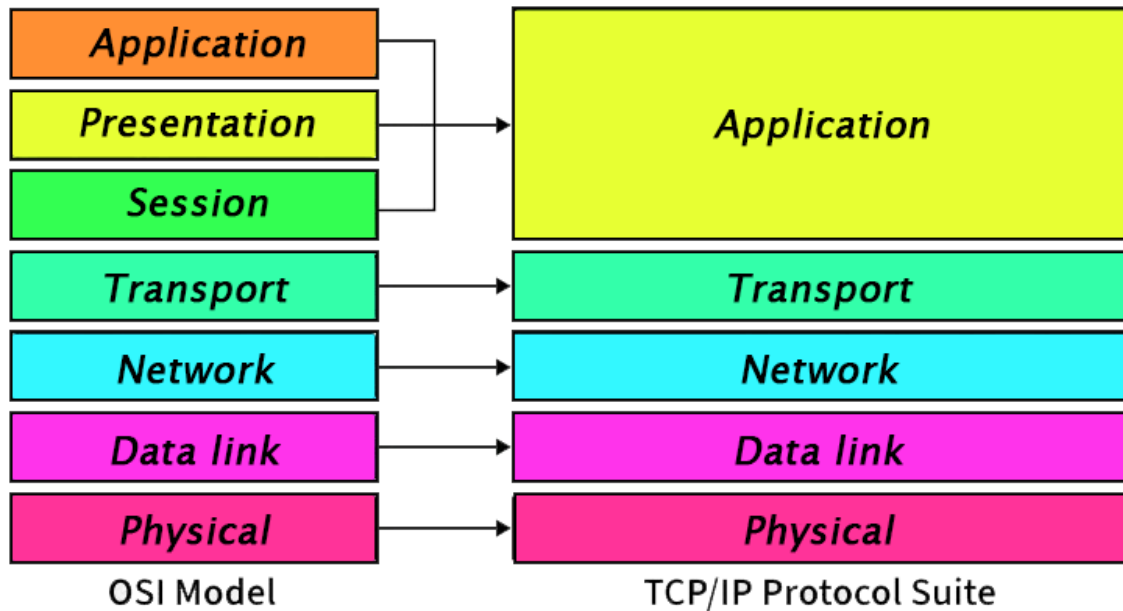 Application
Presentation
Session
Transport
Network
Data link
Physical
OSI Model
Application
Transport
Network
Data link
Physical
TCP/IP Protocol Suite